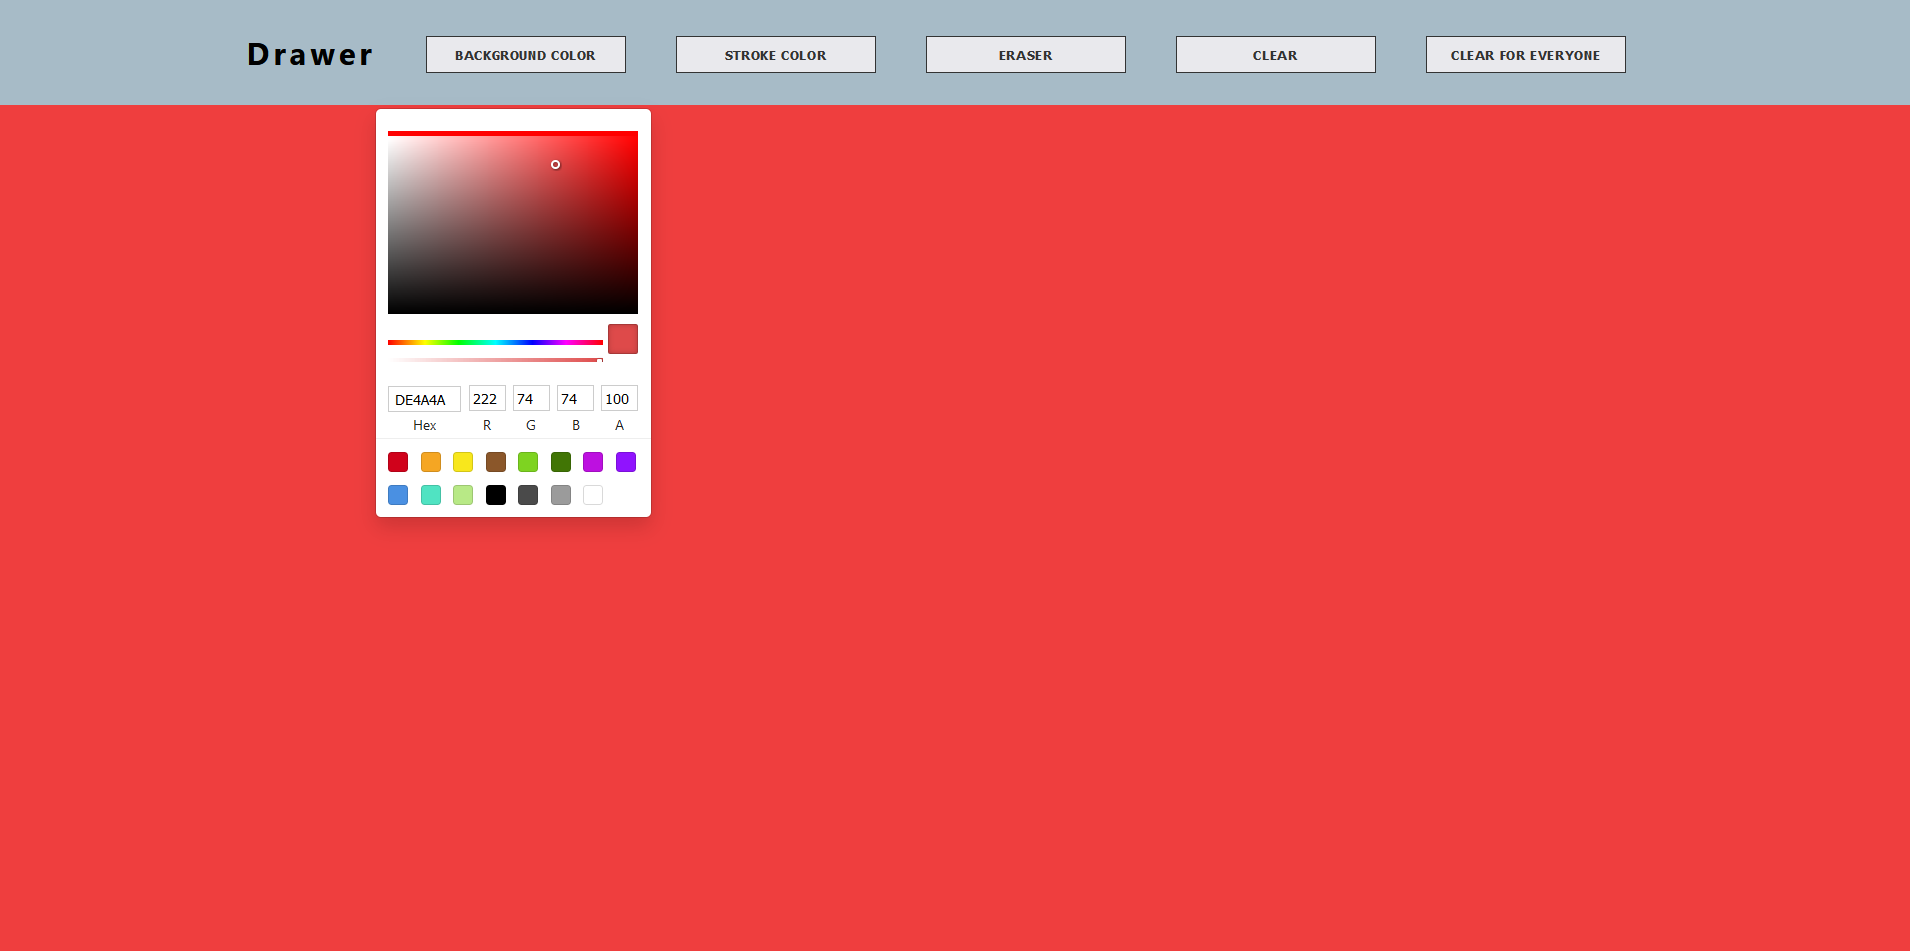 Drawer
BACKGROUND COLOR
STROKE COLOR
ERASER
CLEAR
CLEAR FOR EVERYONE
DE4A4A 222 74 74 100
Hex R G B A